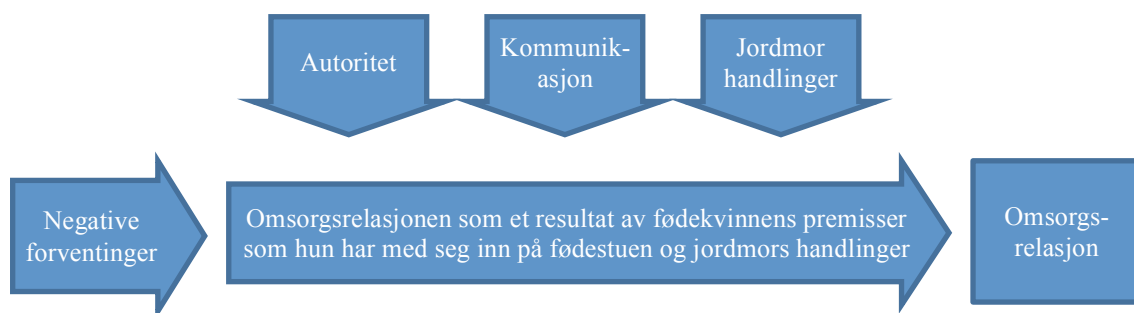 Autoritet
Kommunik-
asjon
Jordmor
handlinger
Negative
forventinger
Omsorgsrelasjonen som et resultat av fødekvinnens premisser
som hun har med seg inn på fødestuen og jordmors handlinger
Omsorgs-
relasjon